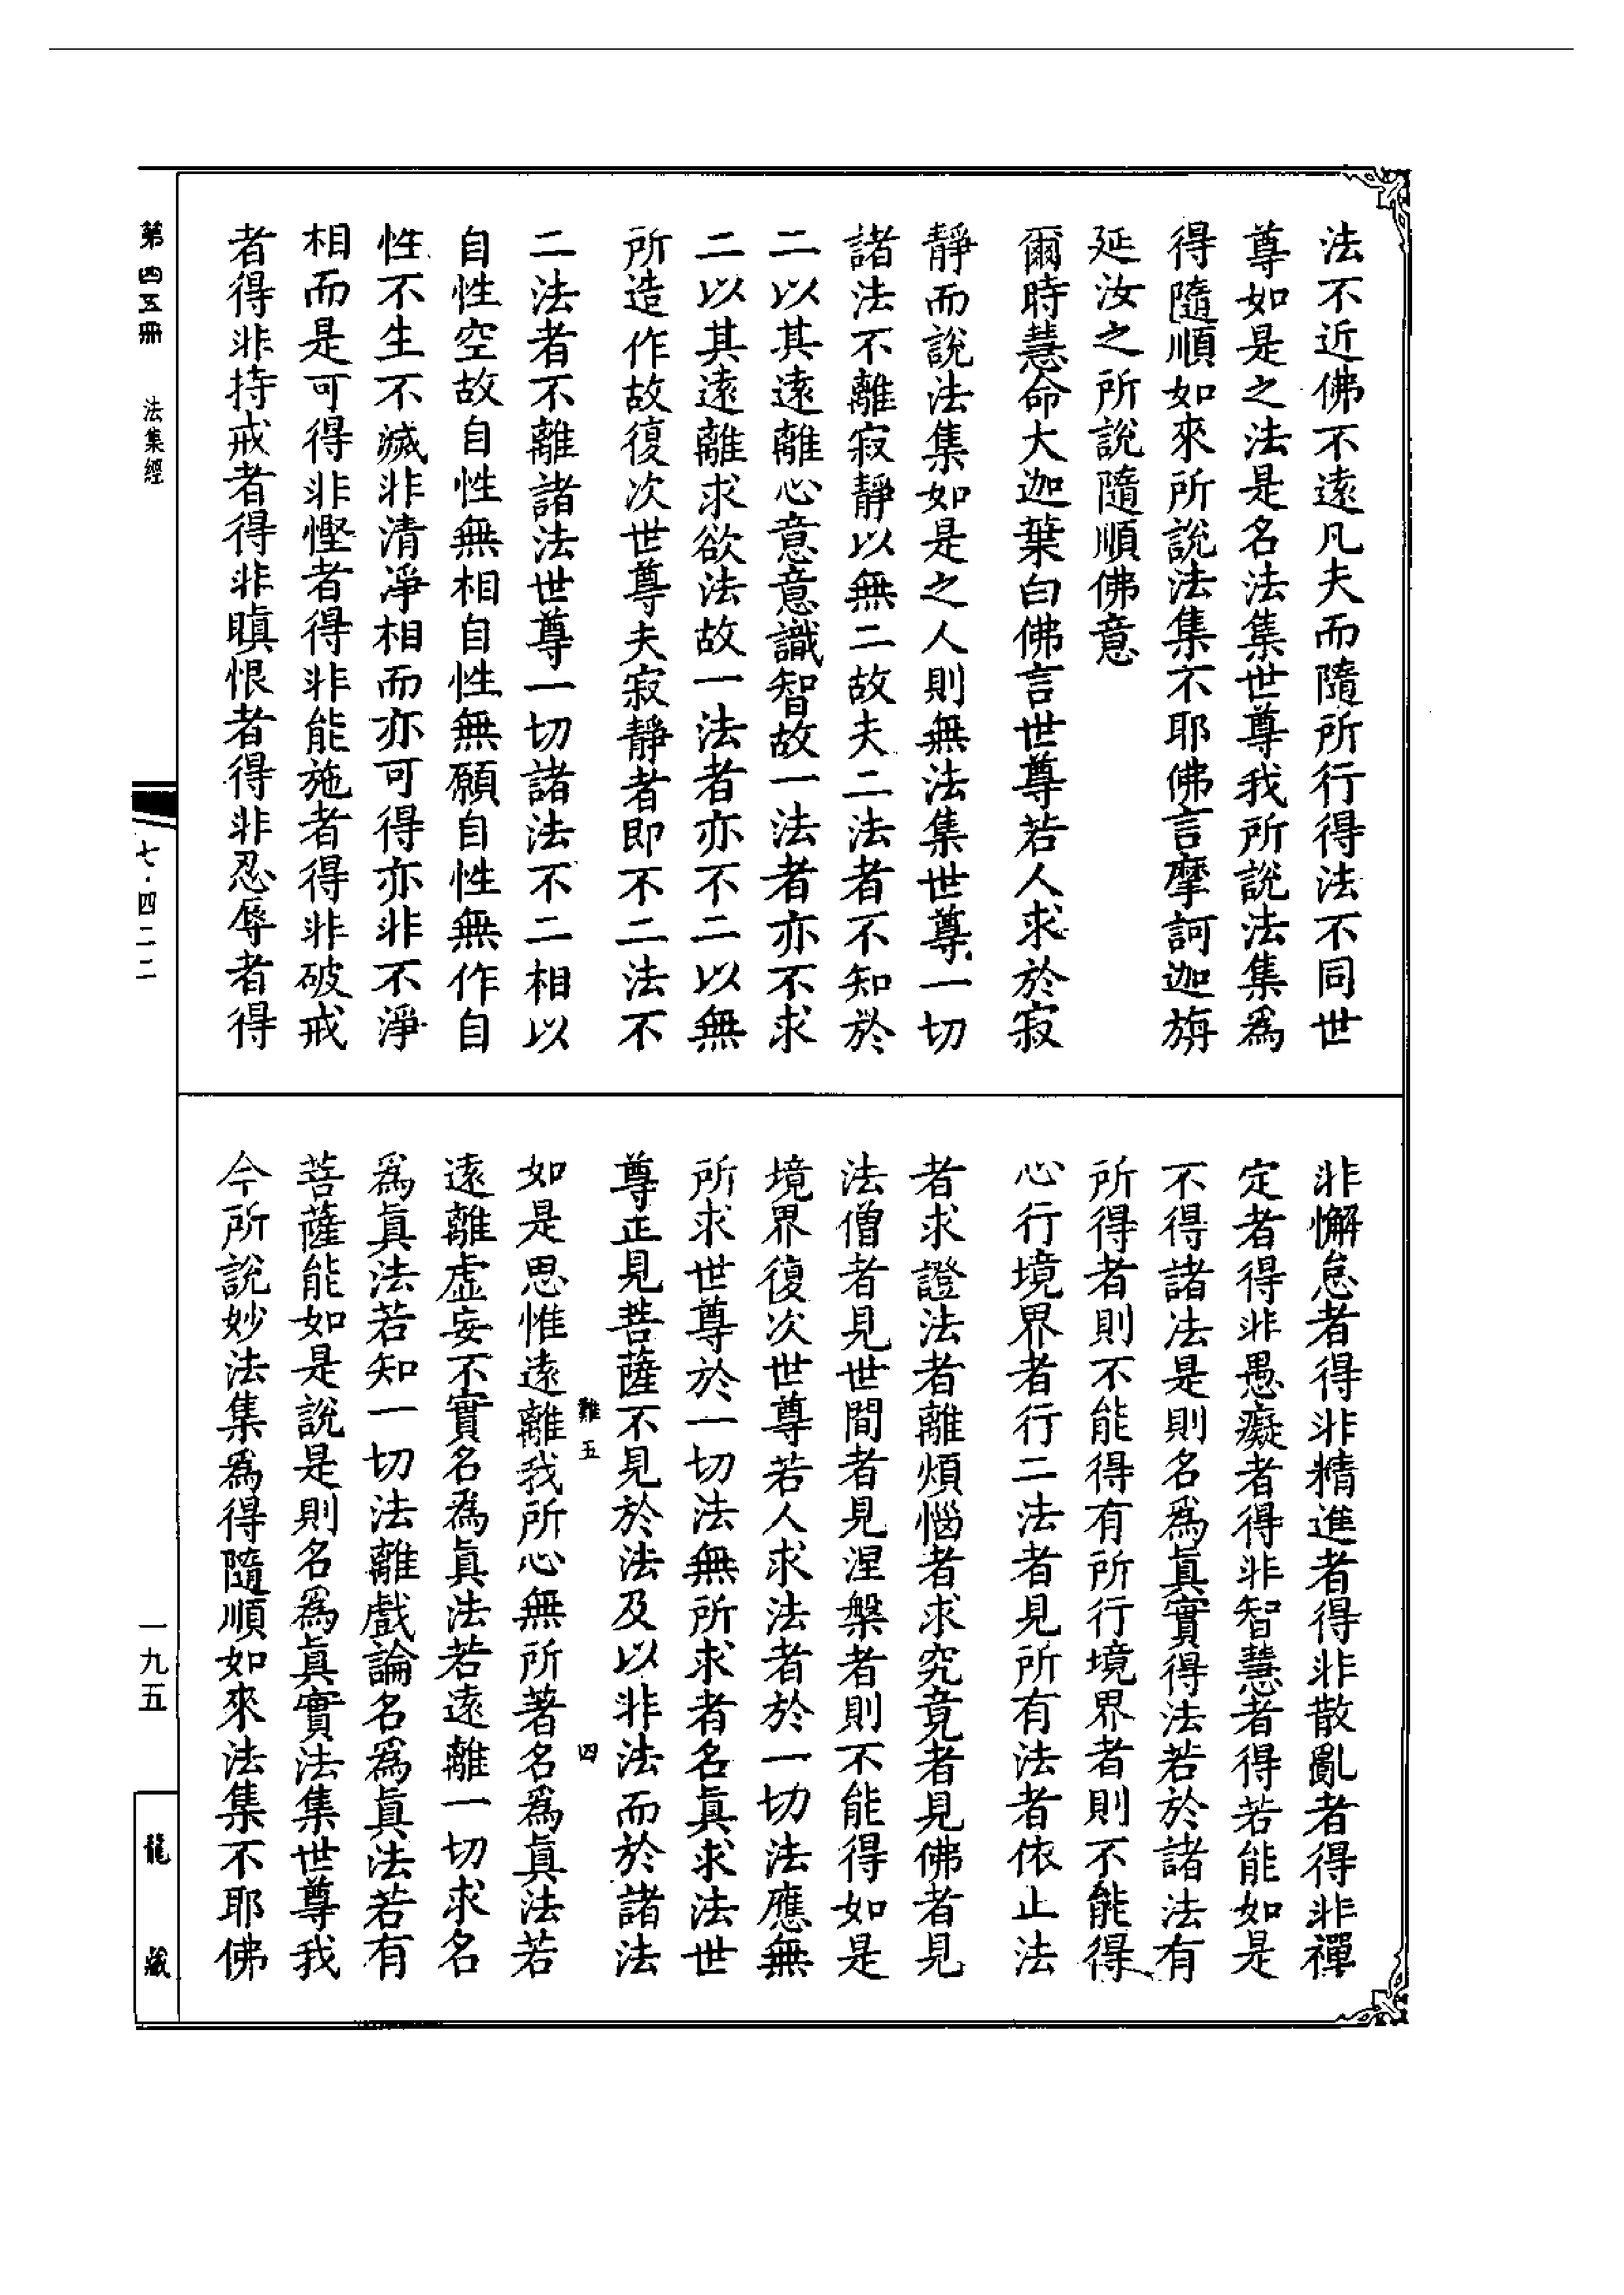 法不近佛不遠凡夫而隨所行得法不同世
尊如是之法是名法集世尊我所說法集為
得隨順如來所說法集不耶佛言摩訶迦旃
延汝之所說隨順佛意
爾時慧命大迦葉白佛言世尊若人求於寂
靜而說法集如是之人則無法集世尊一切
諸法不離寂靜以無二故夫二法者不知於
二以其遠離心意意識智故一法者亦不求
二以其遠離求欲法故一法者亦不二以無
所造作故復次世尊夫寂靜者即不二法不
二法者不離諸法世尊一切諸法不二相以
自性空故自性無相自性無願自性無作自
性不生不滅非清淨相而亦可得亦非不淨
相而是可得非慳者得非能施者得非破戒
者得非持戒者得非瞋恨者得非忍辱者得
非懈怠者得非精進者得非散亂者得非禪
定者得非愚癡者得非智慧者得若能如是
不得諸法是則名為真實得法若於諸法有
所得者則不能得有所行境界者則不能得
心行境界者行二法者見所有法者依止法
者求證法者離煩惱者求究竟者見佛者見
法僧者見世間者見涅槃者則不能得如是
境界復次世尊若人求法者於一切法應無
所求世尊於一切法無所求者名真求法世
尊正見菩薩不見於法及以非法而於諸法
難五
四
如是思惟遠離我所心無所著名為真法若
遠離虛妄不實名為真法若遠離一切求名
為真法若知一切法離戲論名為真法若有
菩薩能如是說是則名為真實法集世尊我
今所說妙法集為得隨順如來法集不耶佛
第四五冊
法集經
七·四二二
一九五
龍藏